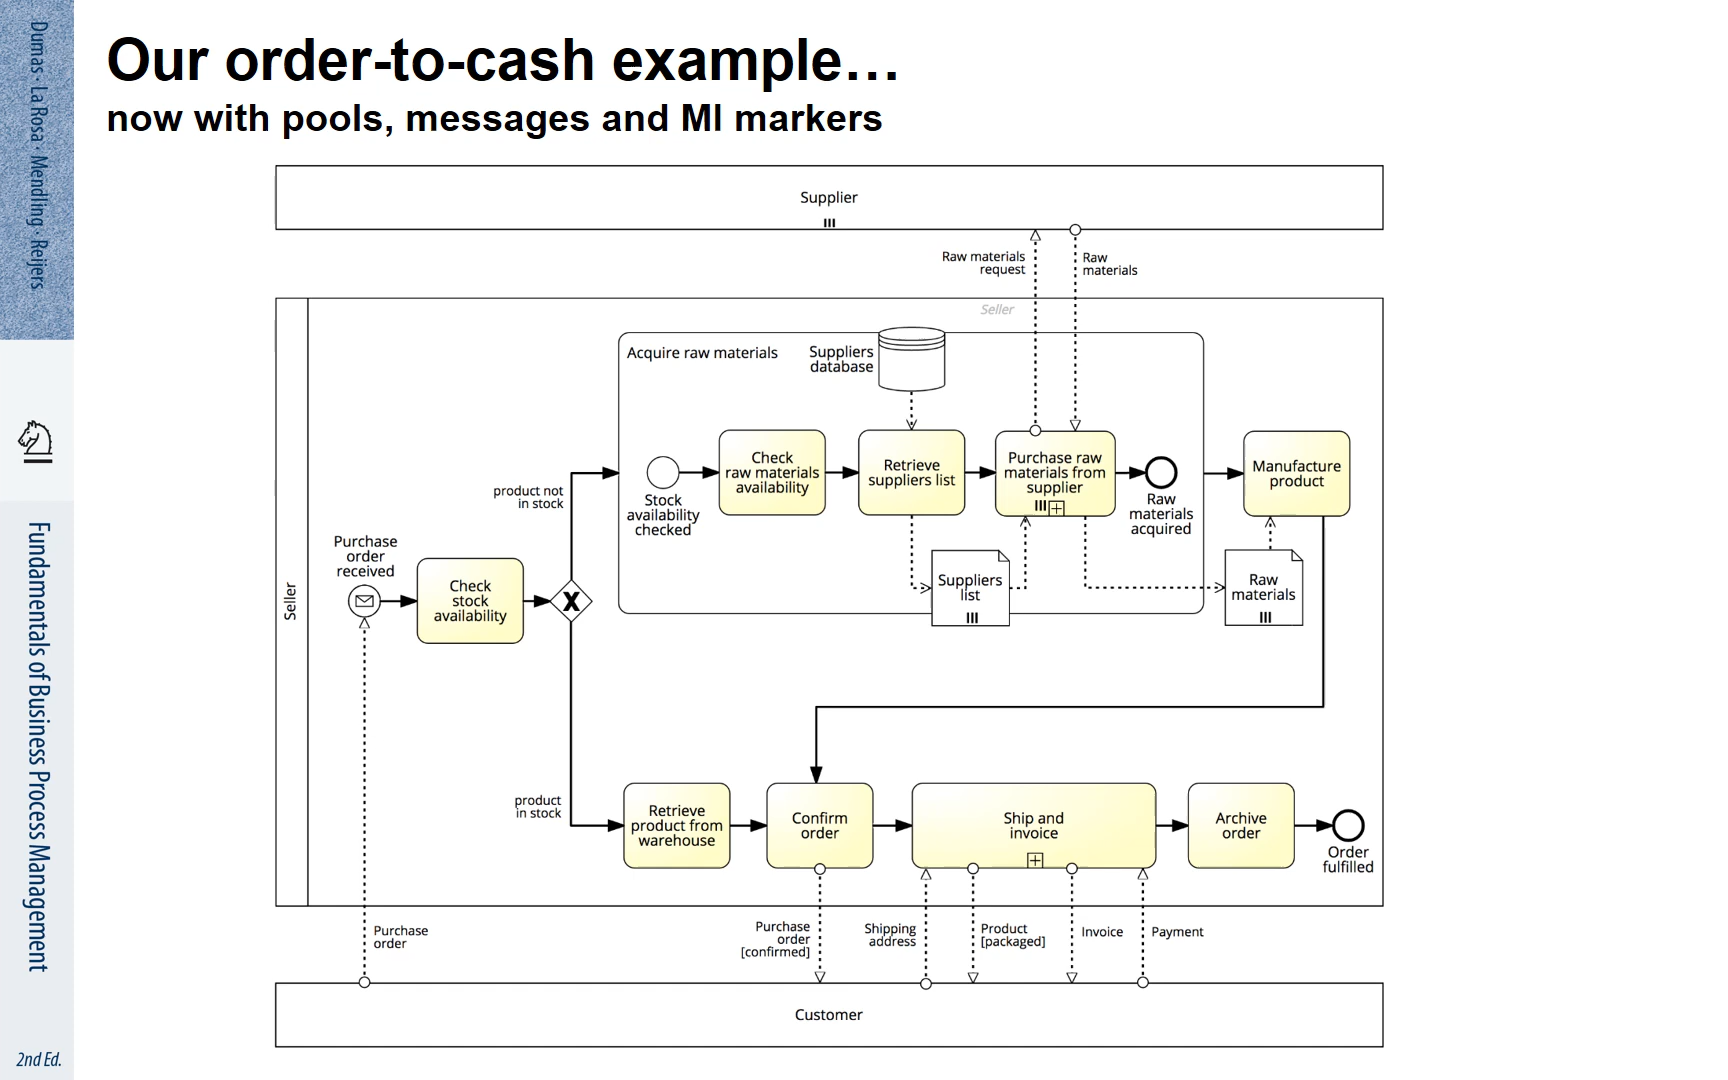 Dumas · La Rosa · Mendling · Reijers
Fundamentals of Business Process Management
2nd Ed.
Our order-to-cash example…
now with pools, messages and MI markers
Supplier
Raw materials
request
Raw
materials
Seller
Seller
Acquire raw materials
Suppliers
database
Check
raw materials
availability
Retrieve
suppliers list
Purchase raw
materials from
supplier
Manufacture
product
product not
in stock
Stock
availability
checked
Raw
materials
acquired
Purchase
order
received
Check
stock
availability
X
Suppliers
list
Raw
materials
product
in stock
Retrieve
product from
warehouse
Confirm
order
Ship and
invoice
Archive
order
Order
fulfilled
Purchase
order
Purchase
order
[confirmed]
Shipping
address
Product
[packaged]
Invoice
Payment
Customer